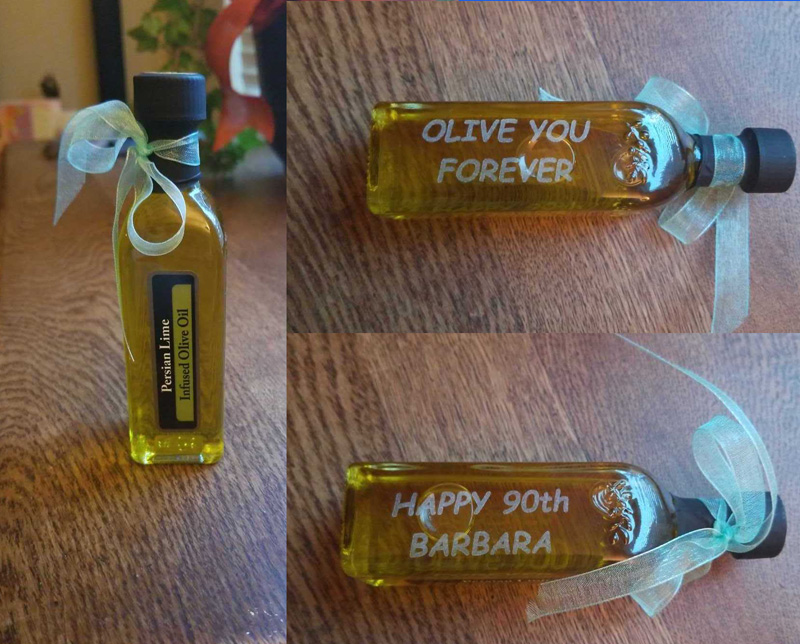 Persian Lime
Infused Olive Oil
OLIVE YOU
FOREVER
HAPPY 90th
BARBARA